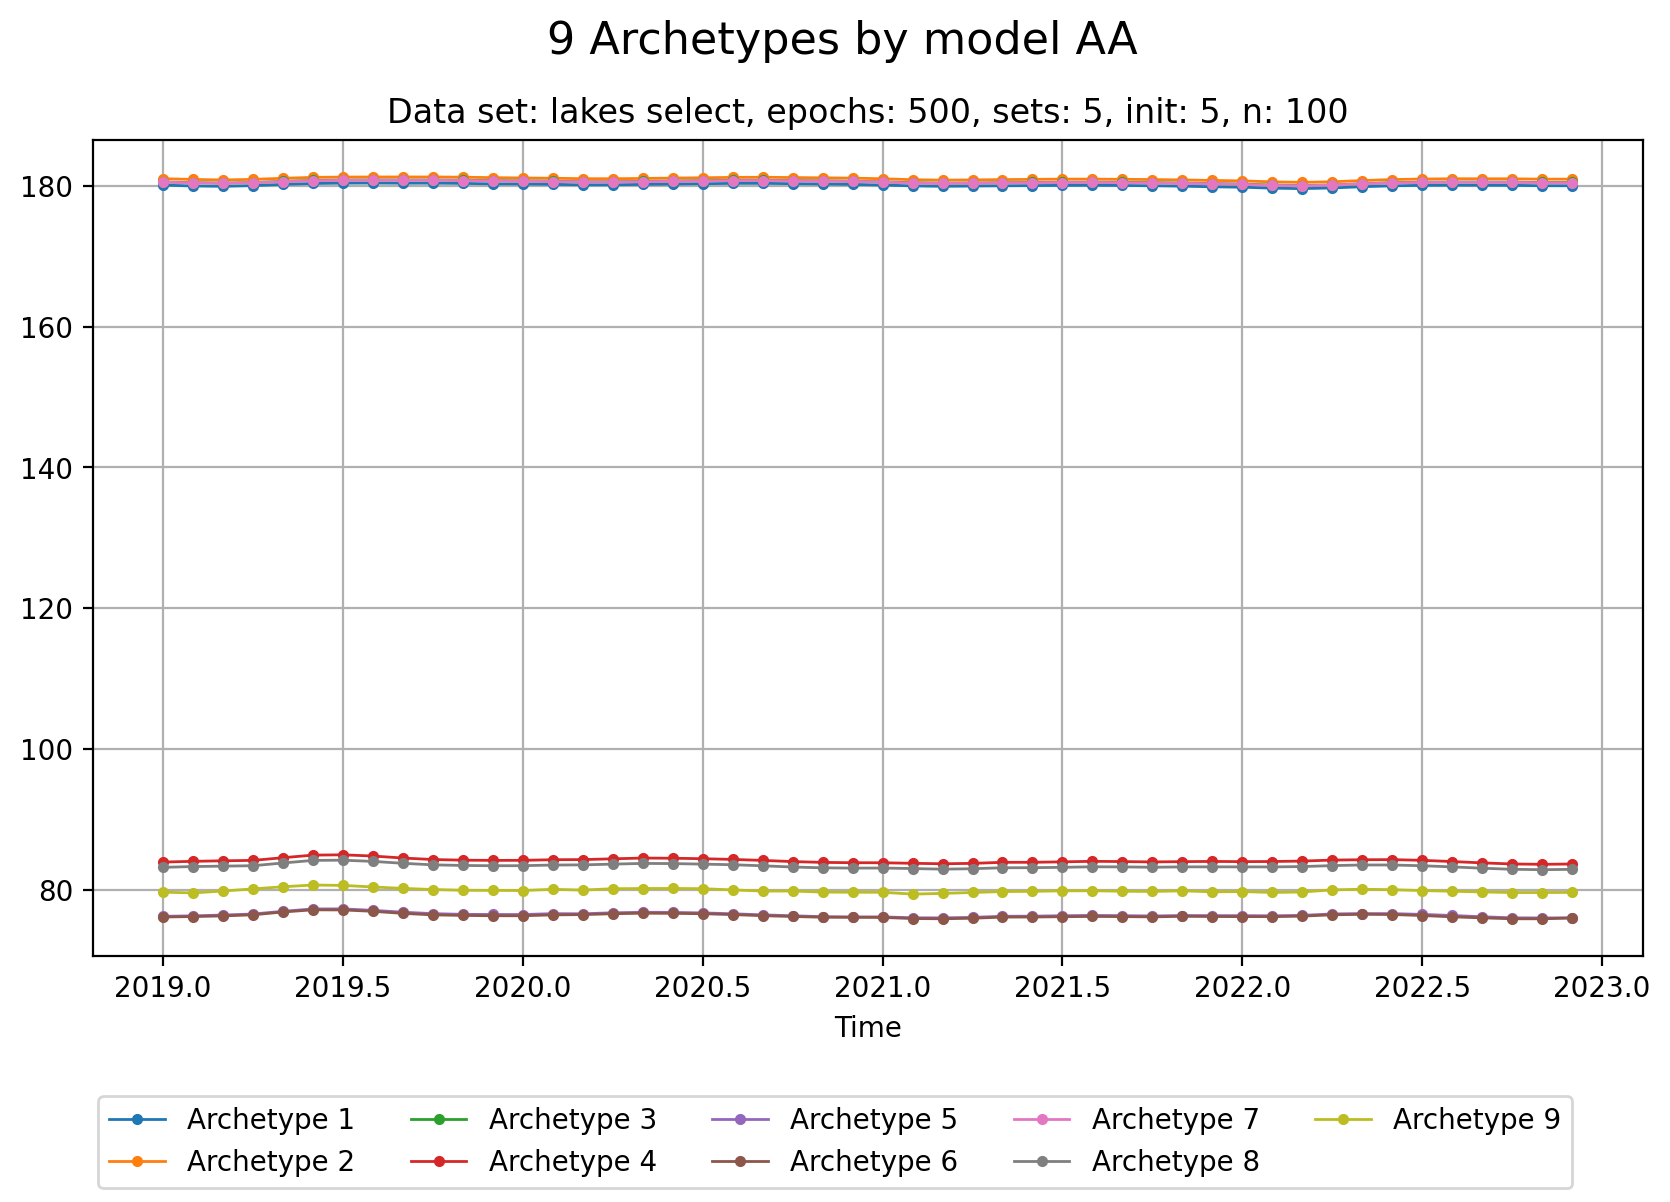 9 Archetypes by model AA
Data set: lakes select, epochs: 500, sets: 5, init: 5, n: 100
180
160
140
120
100
80
2019.0 2019.5 2020.0 2020.5 2021.0 2021.5 2022.0 2022.5 2023.0
Time
Archetype 1 Archetype 3 Archetype 5 Archetype 7 Archetype 9
Archetype 2 Archetype 4 Archetype 6 Archetype 8